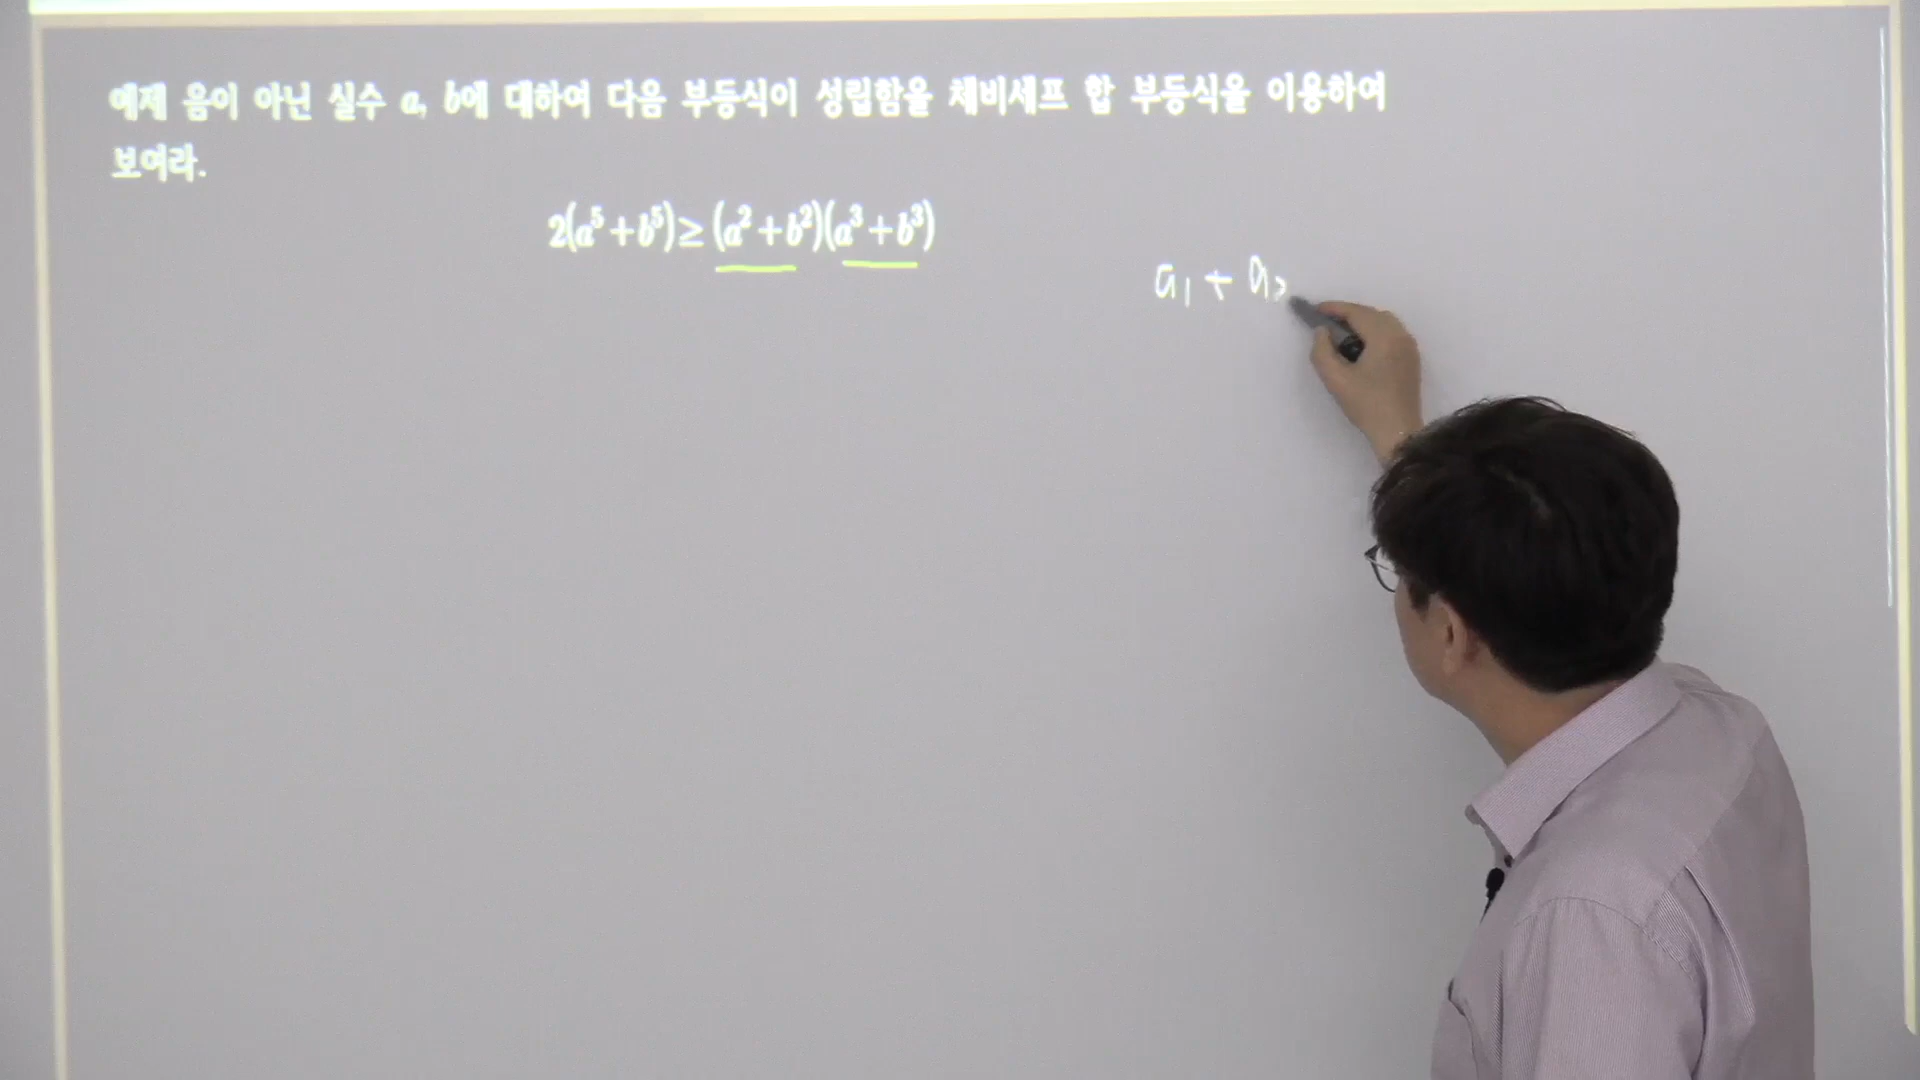 예제 음이 아닌 실수 a, b에 대하여 다음 부등식이 성립함을 체비셰프 합 부등식을 이용하여
보여라.
2(a⁵+b⁵)≥(a²+b²)(a³+b³)
a₁ + a₂